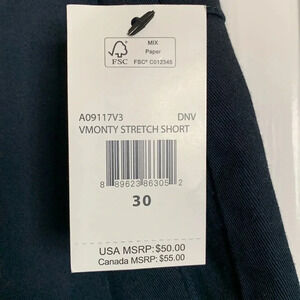 FSC
MIX
Paper
FSC® C012345
A09117V3 DNV
VMONTY STRETCH SHORT
8 89623 86305 2
30
USA MSRP: $50.00
Canada MSRP: $55.00